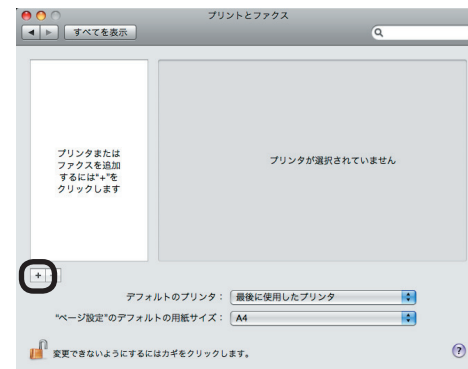 プリントとファクス
すべてを表示
プリンタまたは
ファクスを追加
するには"+"を
クリックします
プリンタが選択されていません
+ −
デフォルトのプリンタ： 最後に使用したプリンタ
"ページ設定"のデフォルトの用紙サイズ： A4
変更できないようにするにはカギをクリックします。
?